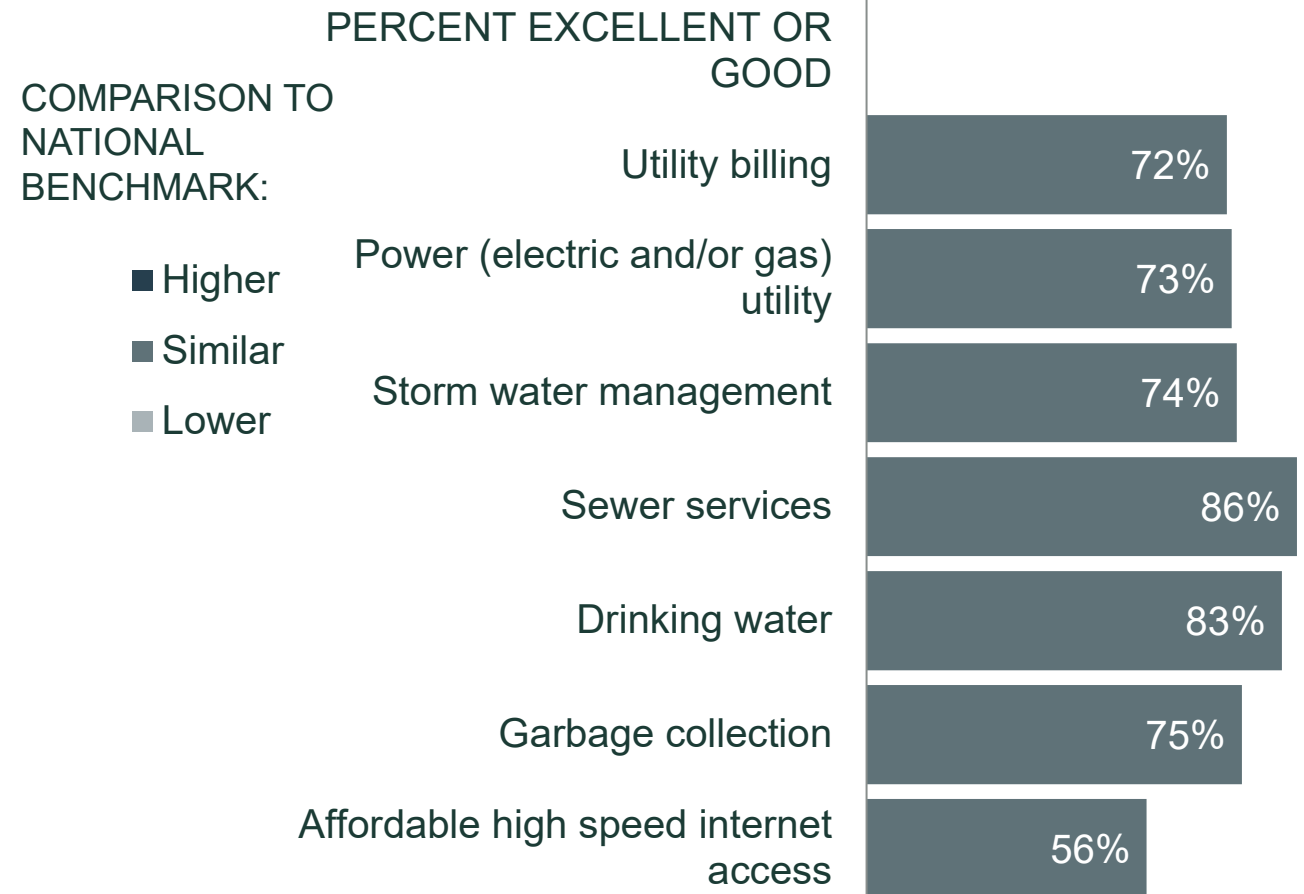 PERCENT EXCELLENT OR
GOOD
COMPARISON TO
NATIONAL
BENCHMARK:
Higher
Similar
Lower
Utility billing
72%
Power (electric and/or gas)
utility
73%
Storm water management
74%
Sewer services
86%
Drinking water
83%
Garbage collection
75%
Affordable high speed internet
access
56%